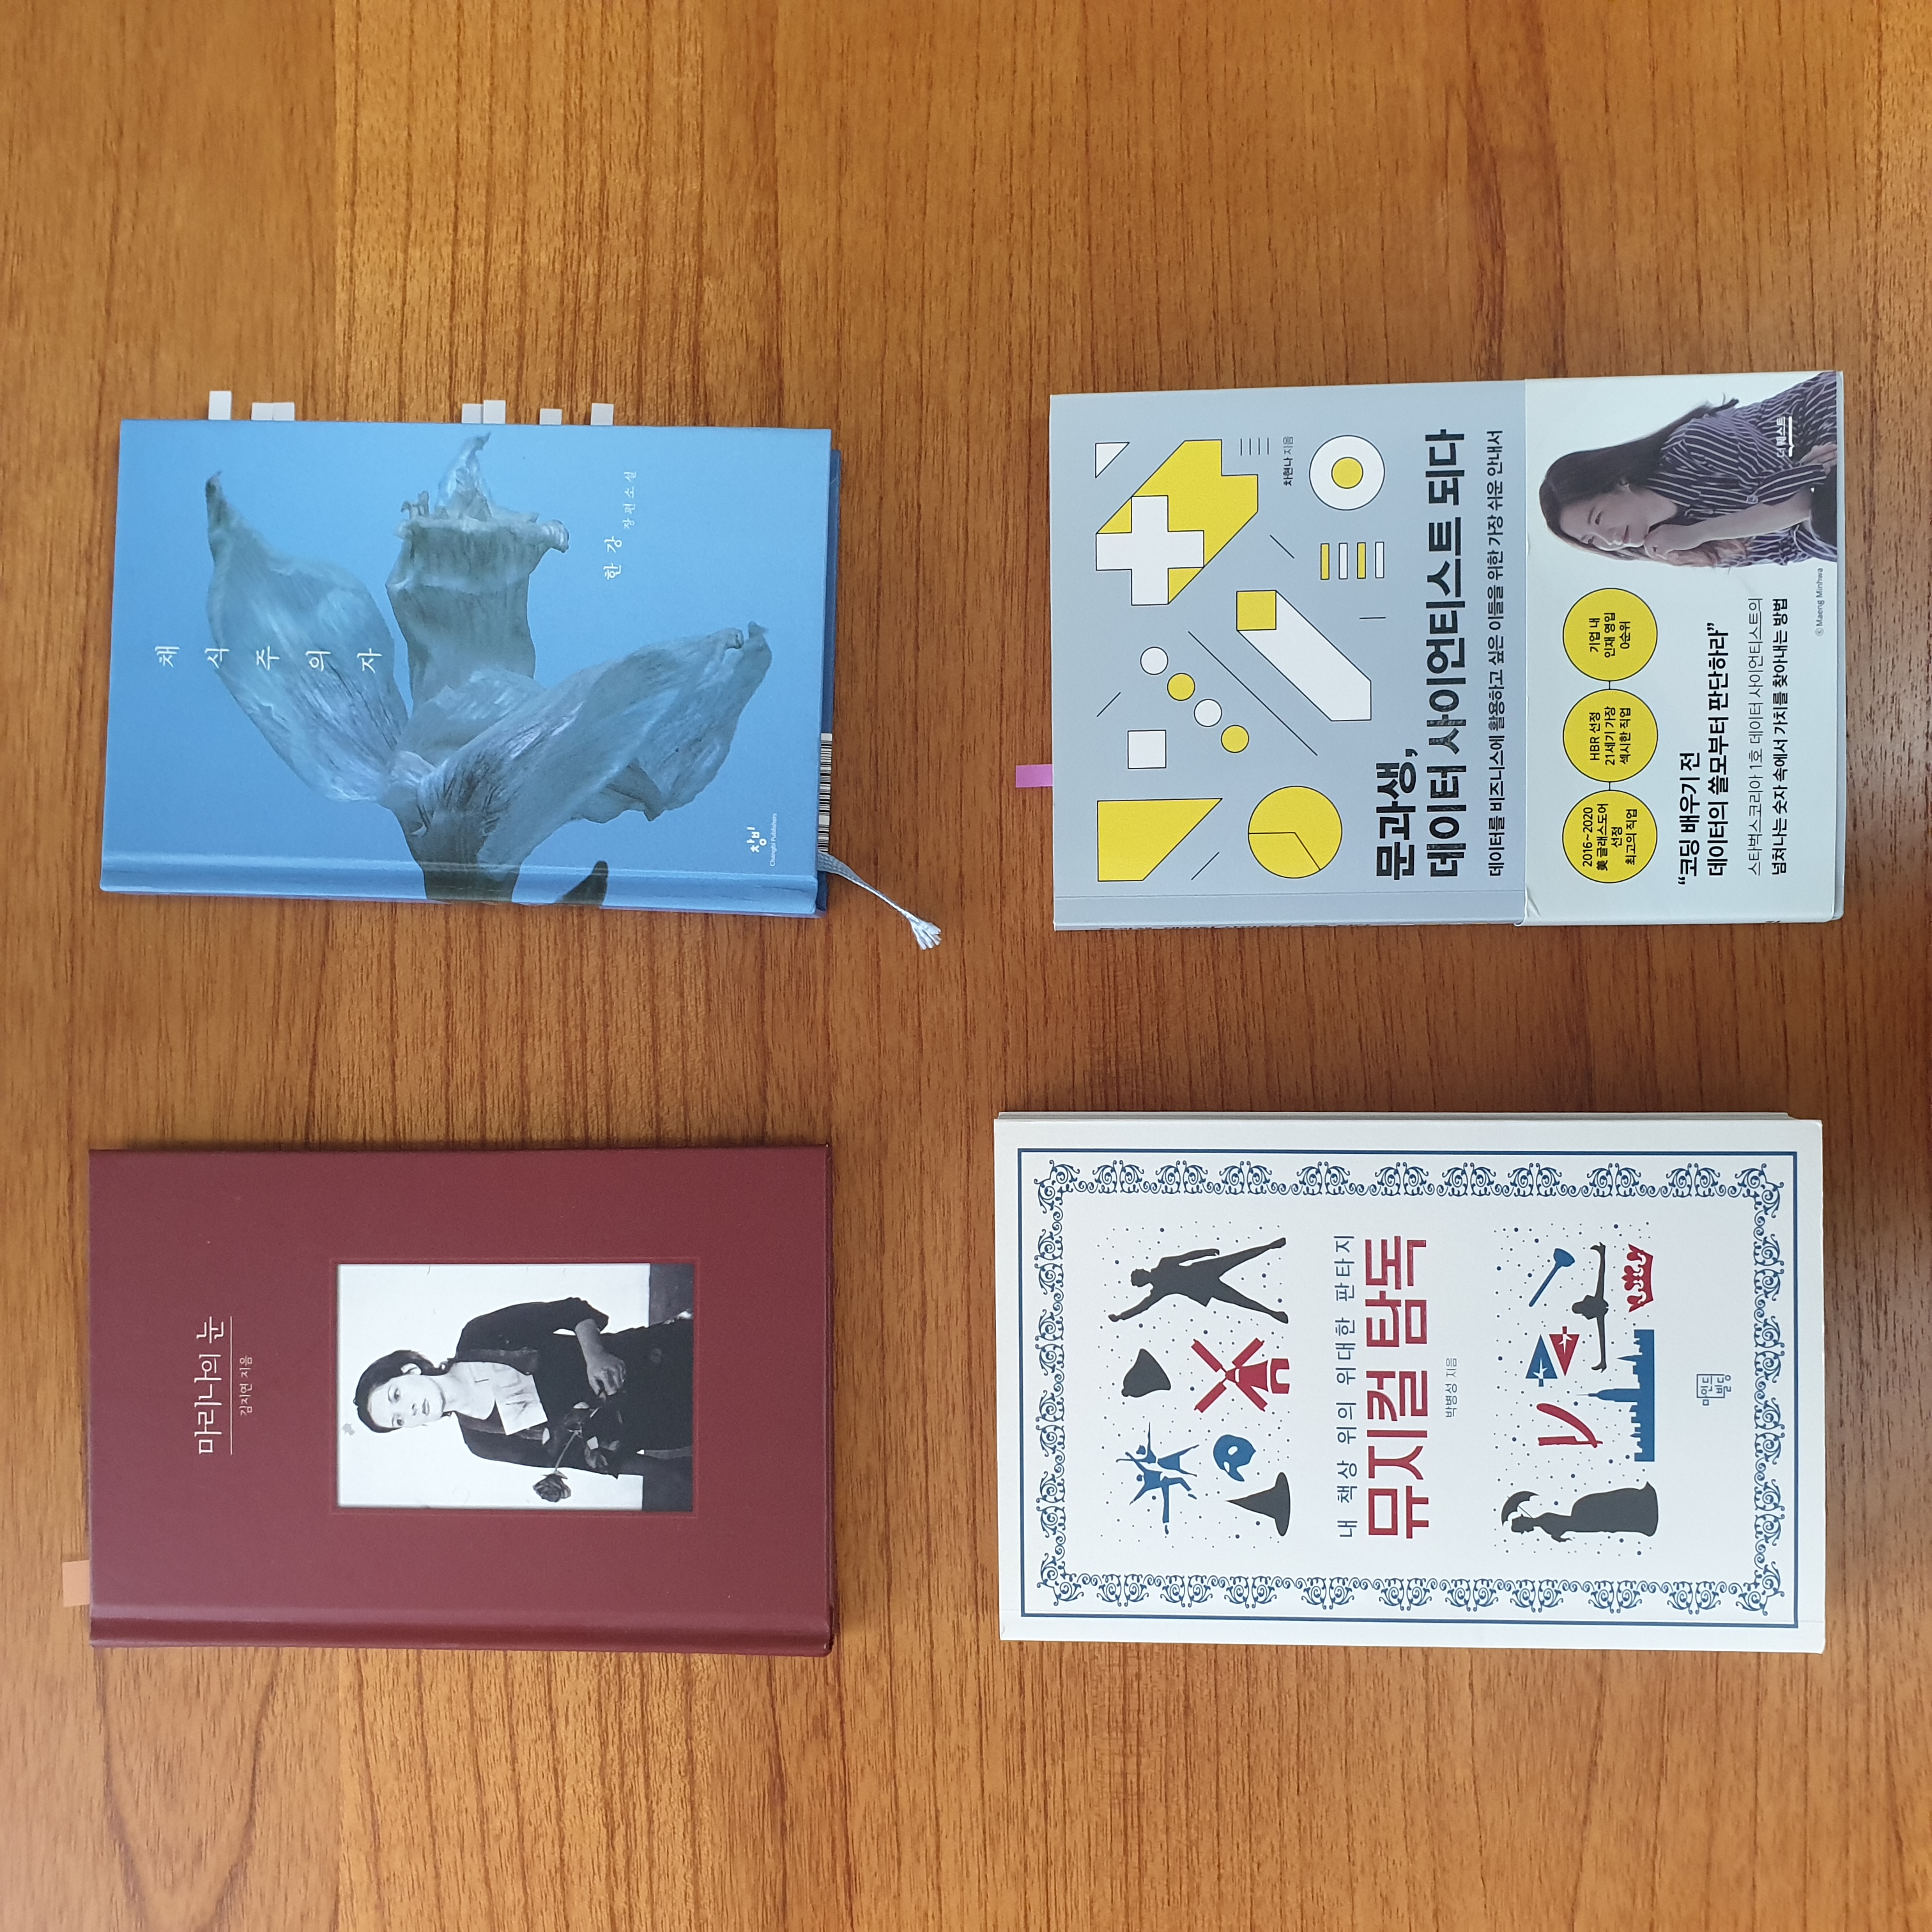 마리나의 눈
김지연 지음
채
식
주
의
자
한강
장편소설
창비
Changbi Publishers
내 책상 위의 위대한 판타지
뮤지컬 탐독
박병성 지음
마인드
빌딩
차현나 지음
문과생,
데이터 사이언티스트 되다
데이터를 비즈니스에 활용하고 싶은 이들을 위한 가장 쉬운 안내서
2016~2020
美 글래스도어
선정
최고의 직업
HBR 선정
21세기 가장
섹시한 직업
기업 내
인재 영입
0순위
“코딩 배우기 전
데이터의 쓸모부터 판단하라”
스타벅스코리아 1호 데이터 사이언티스트의
넘쳐나는 숫자 속에서 가치를 찾아내는 방법
더퀘스트
ⓒMaeng Minhwa